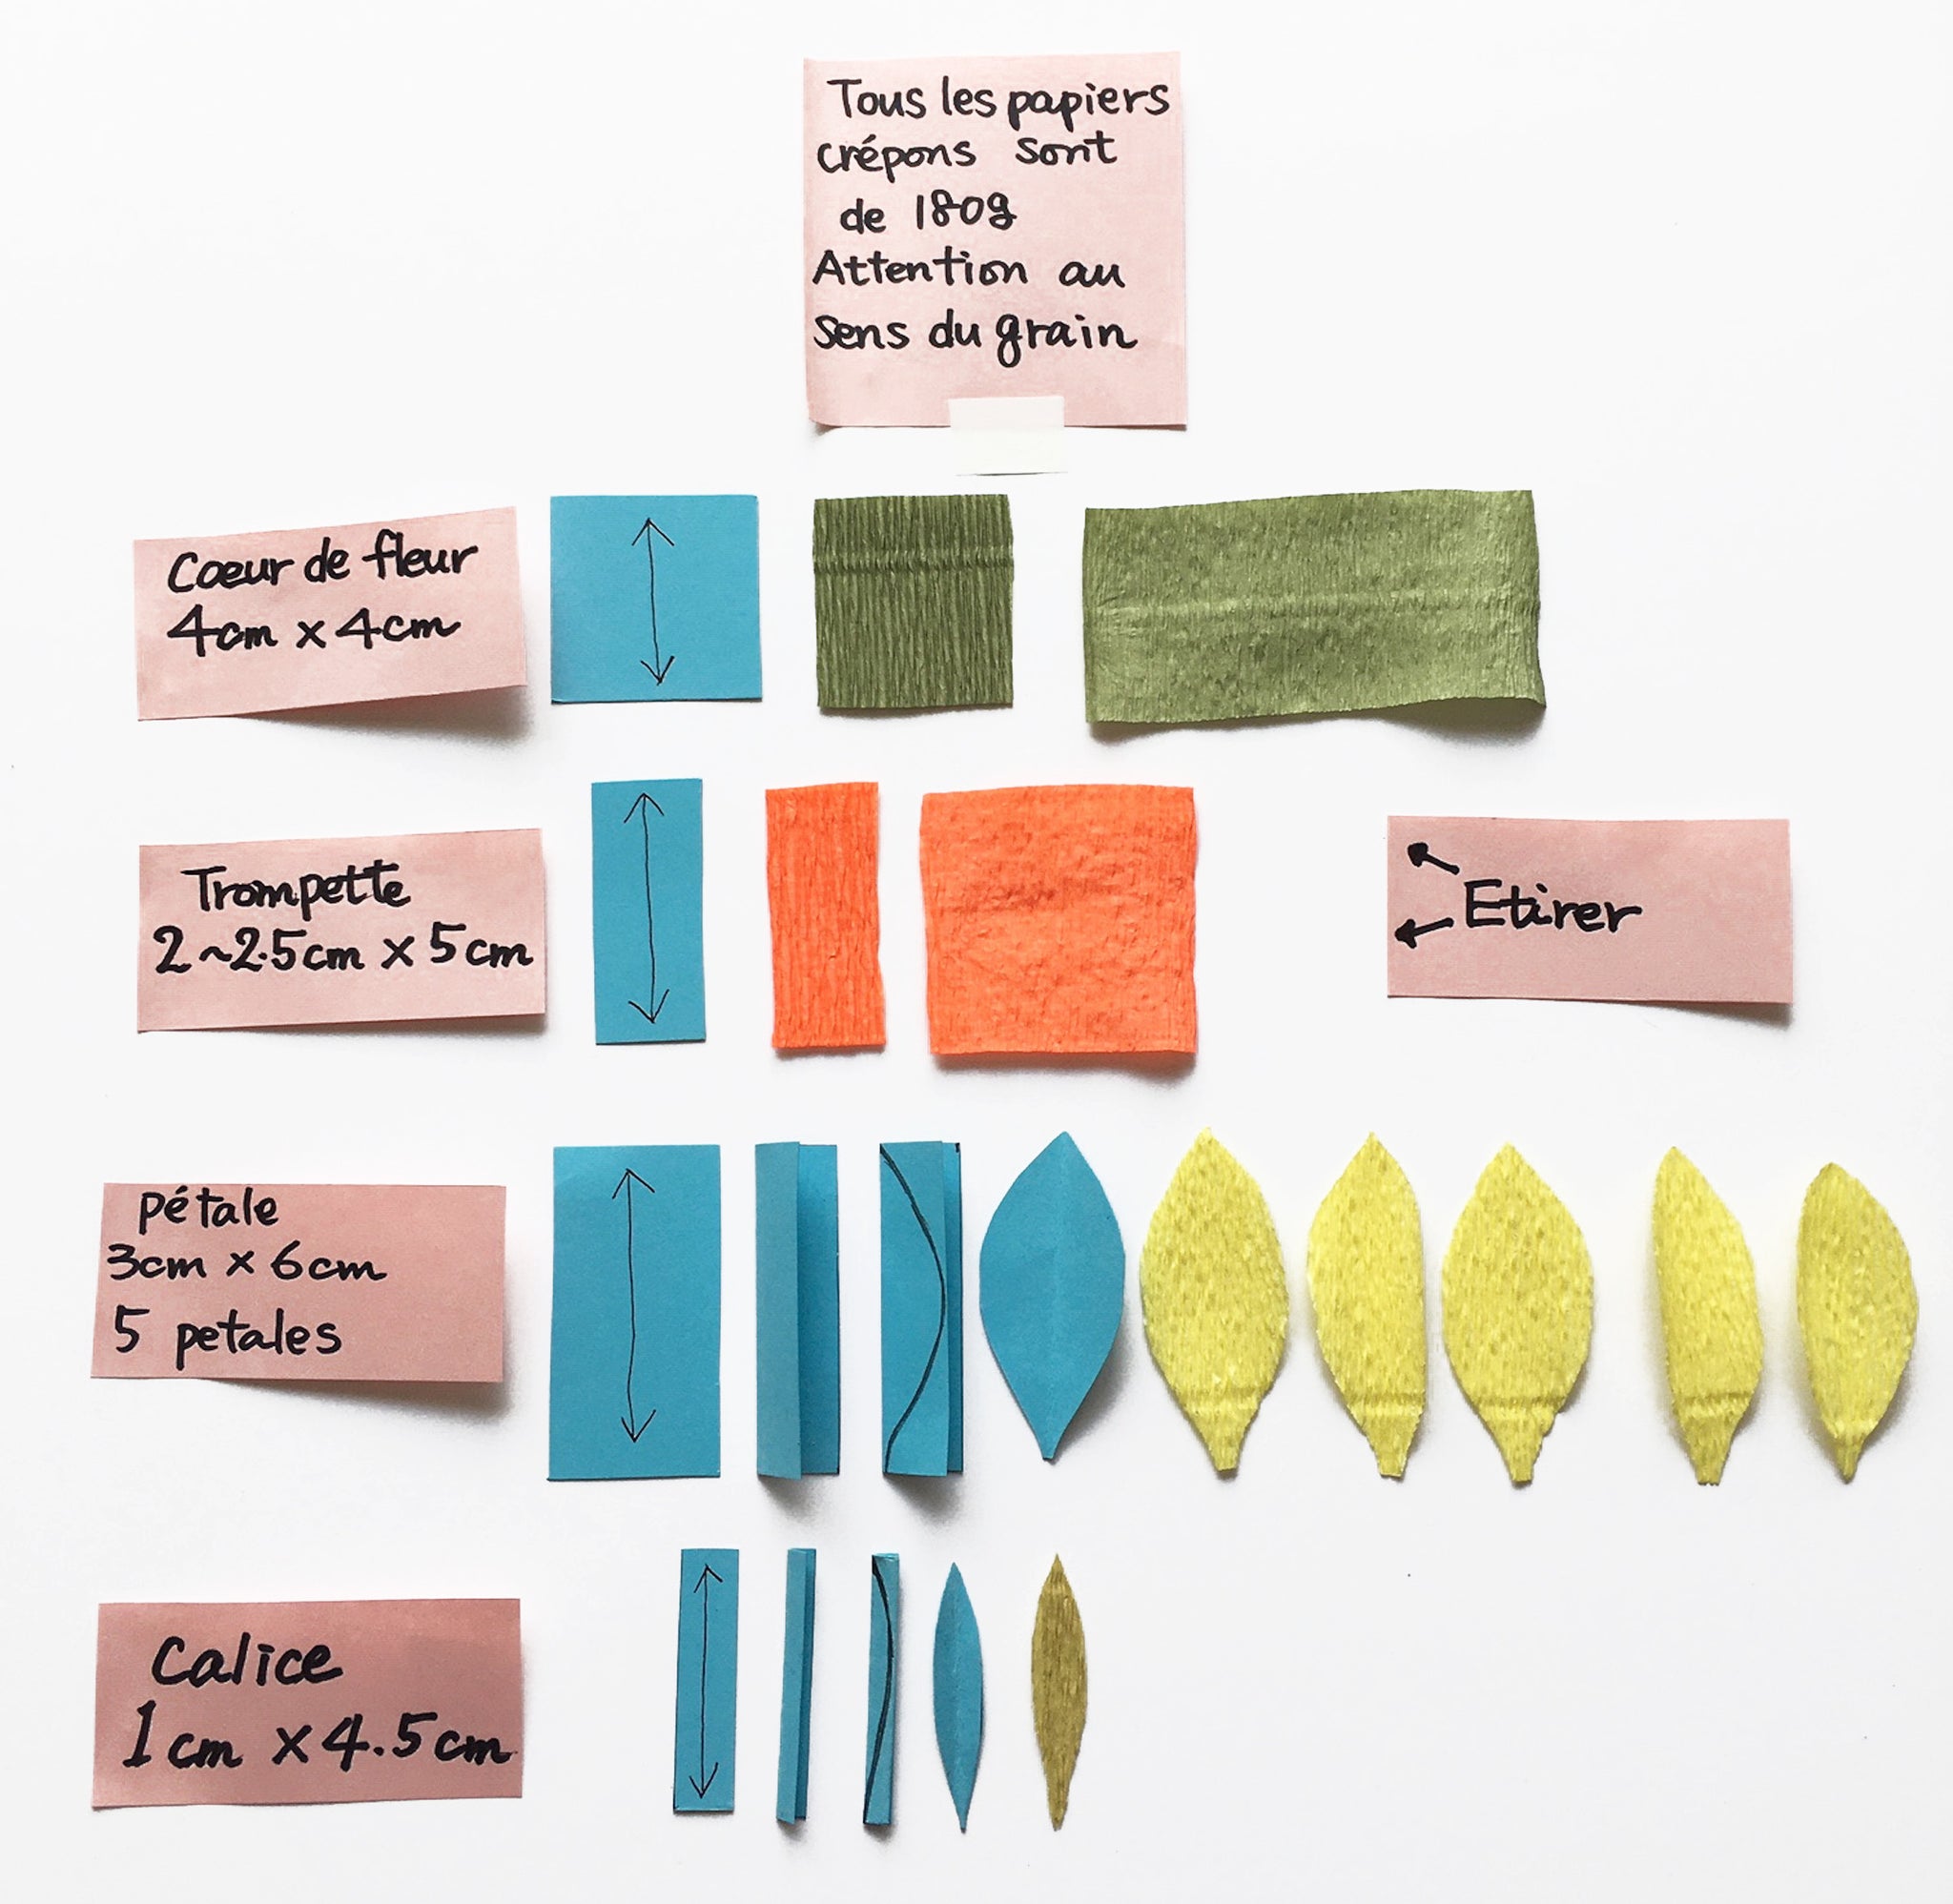 Tous les papiers
crépons sont
de 180g
Attention au
sens du grain
Coeur de fleur
4cm x 4cm
Trompette
2~2.5cm x 5cm
Etirer
pétale
3cm x 6cm
5 petales
Calice
1cm x 4.5cm